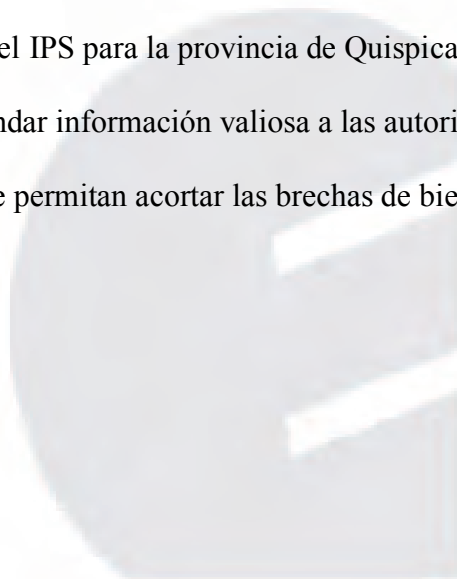 el IPS para la provincia de Quispica
ndar información valiosa a las autori
e permitan acortar las brechas de bie